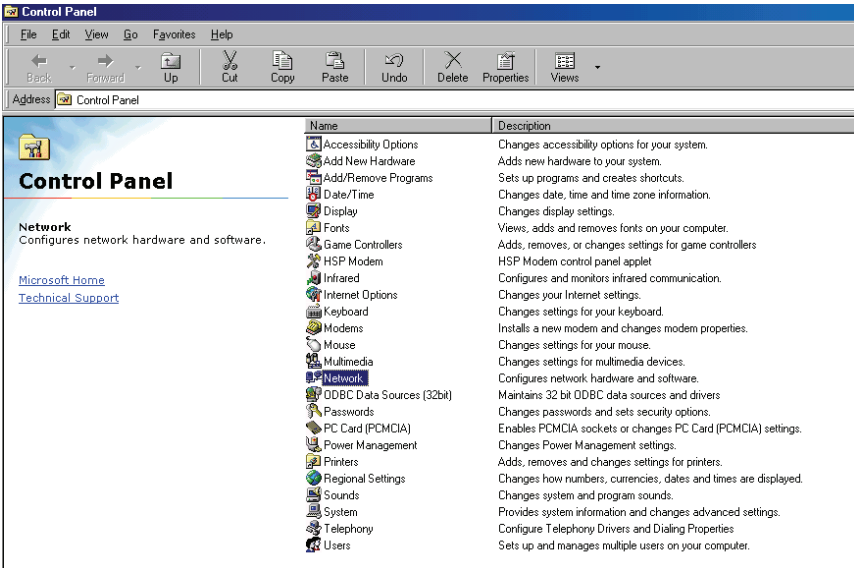 Control Panel
File Edit View Go Favorites Help
Back Forward Up Cut Copy Paste Undo Delete Properties Views
Address Control Panel
Control Panel
Network
Configures network hardware and software.
Microsoft Home
Technical Support
Name Description
Accessibility Options Changes accessibility options for your system.
Add New Hardware Adds new hardware to your system.
Add/Remove Programs Sets up programs and creates shortcuts.
Date/Time Changes date, time and time zone information.
Display Changes display settings.
Fonts Views, adds and removes fonts on your computer.
Game Controllers Adds, removes, or changes settings for game controllers
HSP Modem HSP Modem control panel applet
Infrared Configures and monitors infrared communication.
Internet Options Changes your Internet settings.
Keyboard Changes settings for your keyboard.
Modems Installs a new modem and changes modem properties.
Mouse Changes settings for your mouse.
Multimedia Changes settings for multimedia devices.
Network Configures network hardware and software.
ODBC Data Sources (32bit) Maintains 32 bit ODBC data sources and drivers
Passwords Changes passwords and sets security options.
PC Card (PCMCIA) Enables PCMCIA sockets or changes PC Card (PCMCIA) settings.
Power Management Changes Power Management settings.
Printers Adds, removes and changes settings for printers.
Regional Settings Changes how numbers, currencies, dates and times are displayed.
Sounds Changes system and program sounds.
System Provides system information and changes advanced settings.
Telephony Configure Telephony Drivers and Dialing Properties
Users Sets up and manages multiple users on your computer.